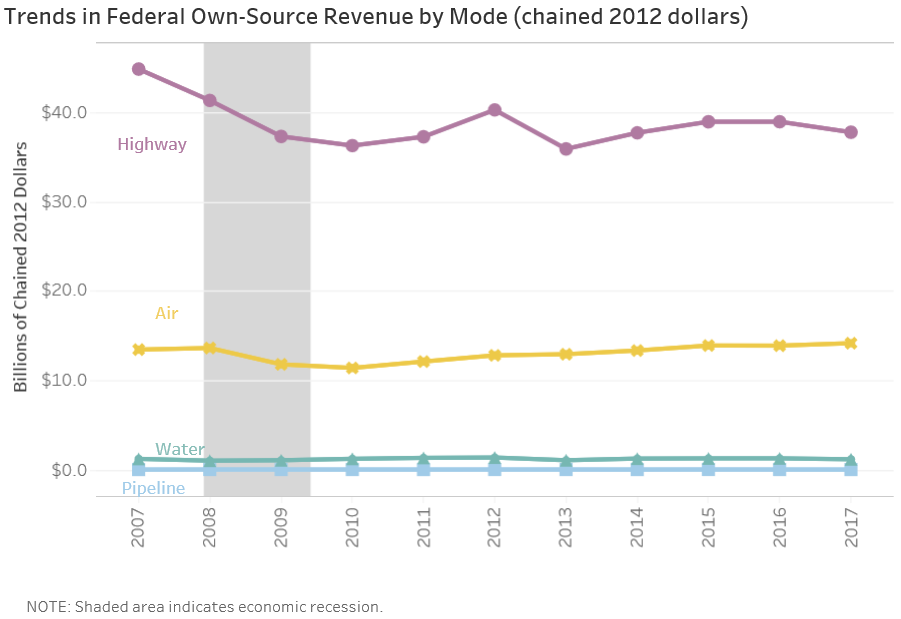 Trends in Federal Own-Source Revenue by Mode (chained 2012 dollars)
Billions of Chained 2012 Dollars
$40.0
$30.0
$20.0
$10.0
$0.0
Highway
Air
Water
Pipeline
2007
2008
2009
2010
2011
2012
2013
2014
2015
2016
2017
NOTE: Shaded area indicates economic recession.